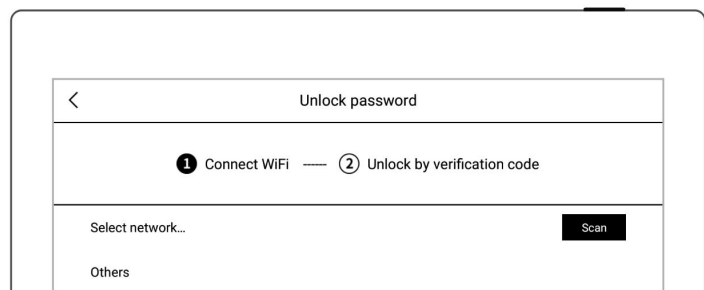 Unlock password
1 Connect WiFi ----- 2 Unlock by verification code
Select network... Scan
Others